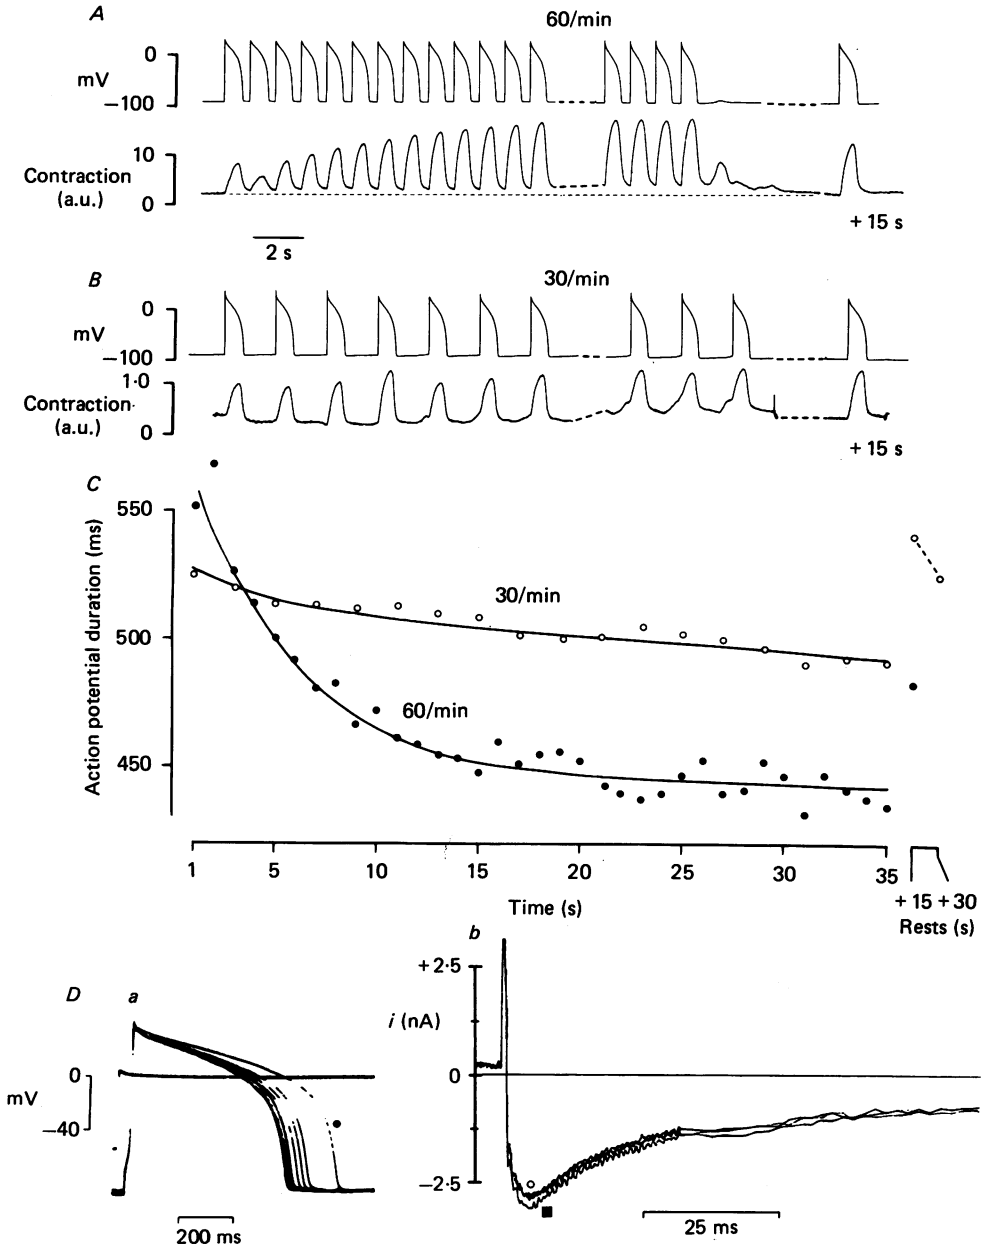 A
60/min
0
mV
−100
10
Contraction
(a.u.)
0
+ 15 s
2 s
B
30/min
0
mV
−100
1·0
Contraction·
(a.u.)
0
+ 15 s
C
Action potential duration (ms)
550
500
450
30/min
60/min
1 5 10 15 20 25 30 35
+ 15 + 30
Time (s)
Rests (s)
D a
0
mV
−40
200 ms
b
+2·5
i (nA)
0
−2·5
25 ms